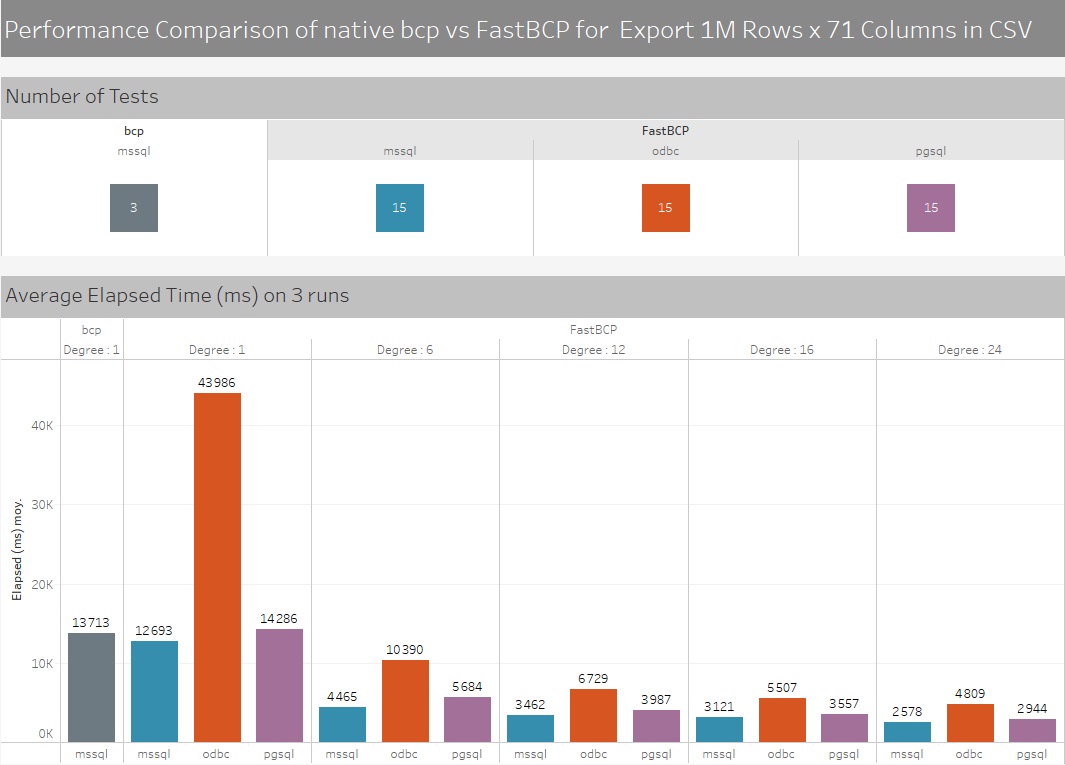 Performance Comparison of native bcp vs FastBCP for Export 1M Rows x 71 Columns in CSV
Number of Tests
bcp FastBCP
mssql mssql odbc pgsql
3 15 15 15
Average Elapsed Time (ms) on 3 runs
bcp FastBCP
Degree : 1 Degree : 1 Degree : 6 Degree : 12 Degree : 16 Degree : 24
Elapsed (ms) moy.
40K
30K
20K
10K
0K
13713 12693 43986 14286 4465 10390 5684 3462 6729 3987 3121 5507 3557 2578 4809 2944
mssql mssql odbc pgsql mssql odbc pgsql mssql odbc pgsql mssql odbc pgsql mssql odbc pgsql